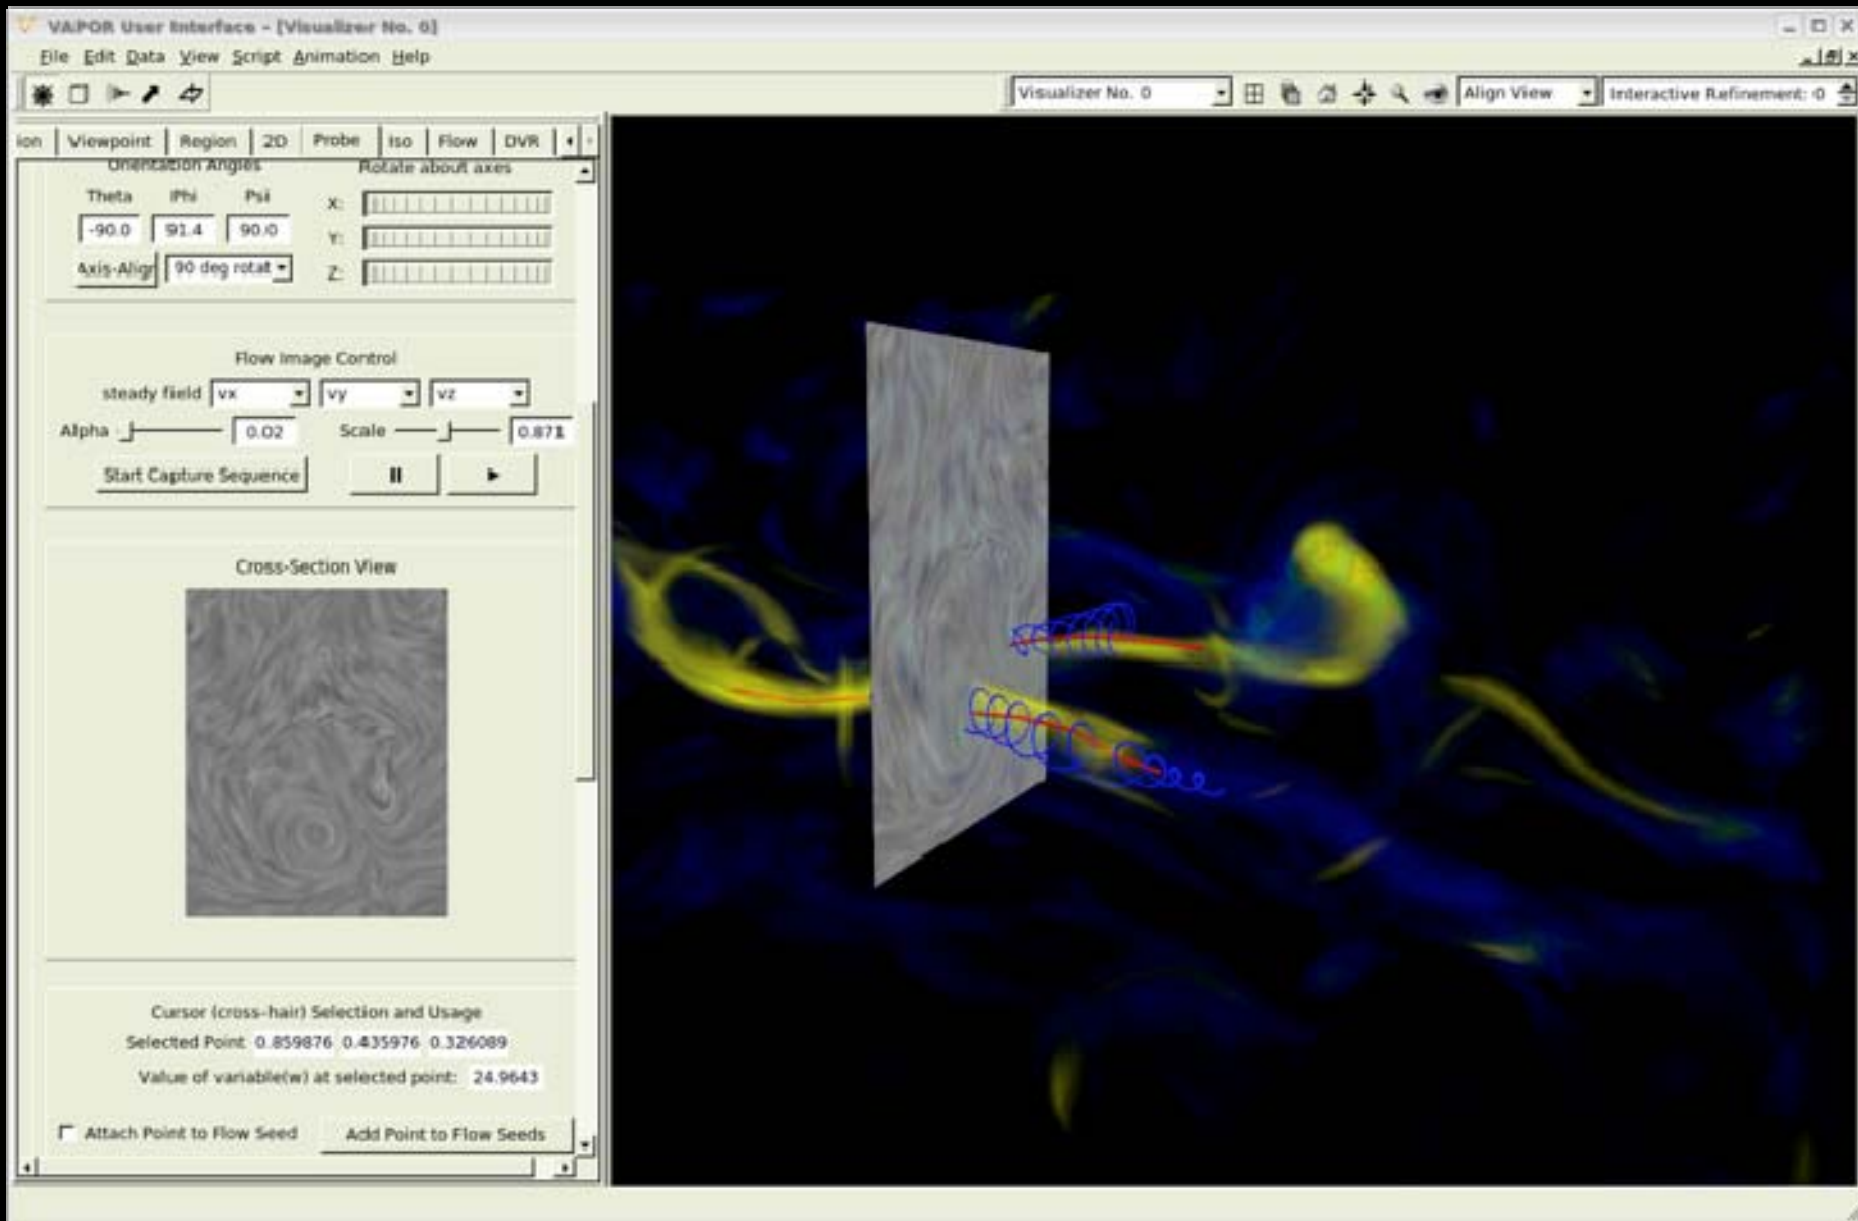 VAPOR User Interface - [Visualizer No. 0]
File Edit Data View Script Animation Help
Visualizer No. 0 Align View Interactive Refinement: 0
ion Viewpoint Region 2D Probe Iso Flow DVR
Orientation Angles Rotate about axes
Theta Phi Psi X:
-90.0 91.4 90.0 Y:
Axis-Align 90 deg rotat Z:
Flow Image Control
steady field vx vy vz
Alpha 0.02 Scale 0.871
Start Capture Sequence
Cross-Section View
Cursor (cross-hair) Selection and Usage
Selected Point 0.859876 0.435976 0.326089
Value of variable(w) at selected point: 24.9643
Attach Point to Flow Seed Add Point to Flow Seeds